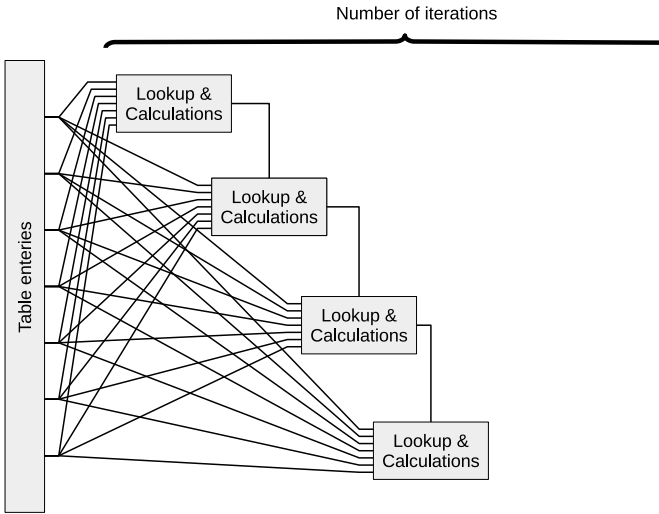 Number of iterations
Lookup &
Calculations
Lookup &
Calculations
Lookup &
Calculations
Lookup &
Calculations
Table enteries